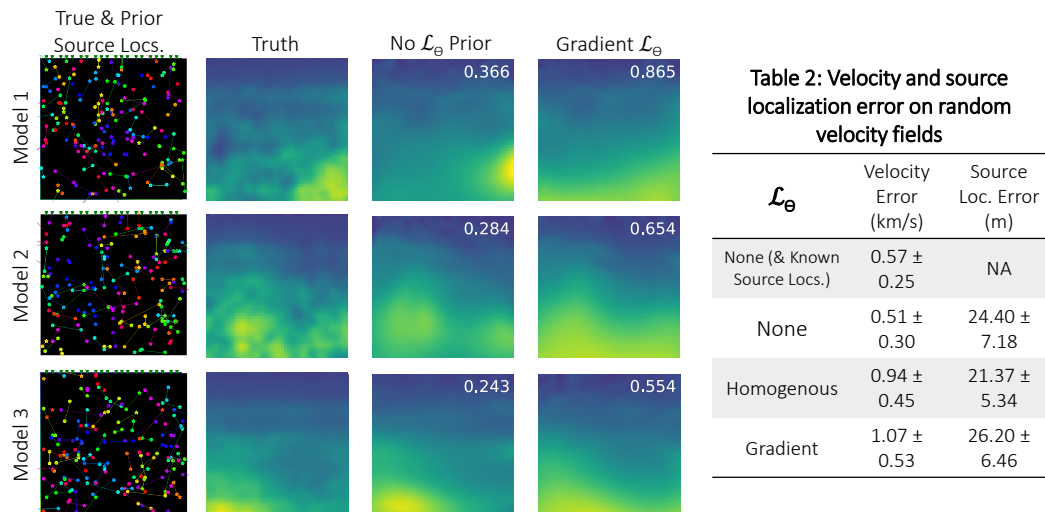 True & Prior
Source Locs.
Truth
No ℒ_Θ Prior
Gradient ℒ_Θ
Model 1
0.366
0.865
Model 2
0.284
0.654
Model 3
0.243
0.554
Table 2: Velocity and source
localization error on random
velocity fields
ℒ_Θ
Velocity
Error
(km/s)
Source
Loc. Error
(m)
None (& Known
Source Locs.)
0.57 ±
0.25
NA
None
0.51 ±
0.30
24.40 ±
7.18
Homogenous
0.94 ±
0.45
21.37 ±
5.34
Gradient
1.07 ±
0.53
26.20 ±
6.46